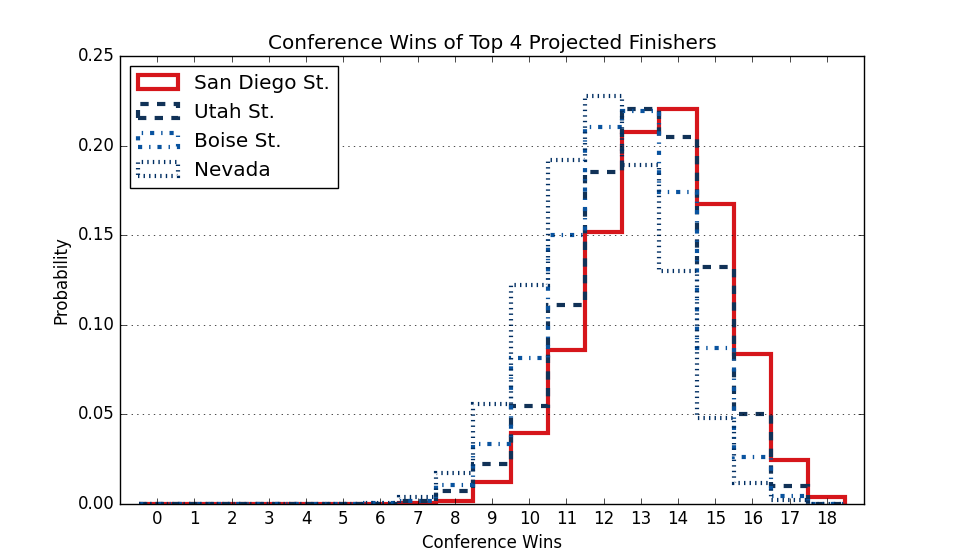 Conference Wins of Top 4 Projected Finishers
0.25
0.20
0.15
0.10
0.05
0.00
Probability
San Diego St.
Utah St.
Boise St.
Nevada
0 1 2 3 4 5 6 7 8 9 10 11 12 13 14 15 16 17 18
Conference Wins